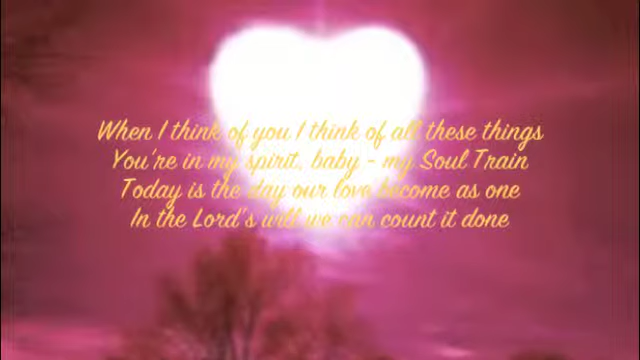 When I think of you I think of all these things
You're in my spirit, baby - my Soul Train
Today is the day our love become as one
In the Lord's will we can count it done